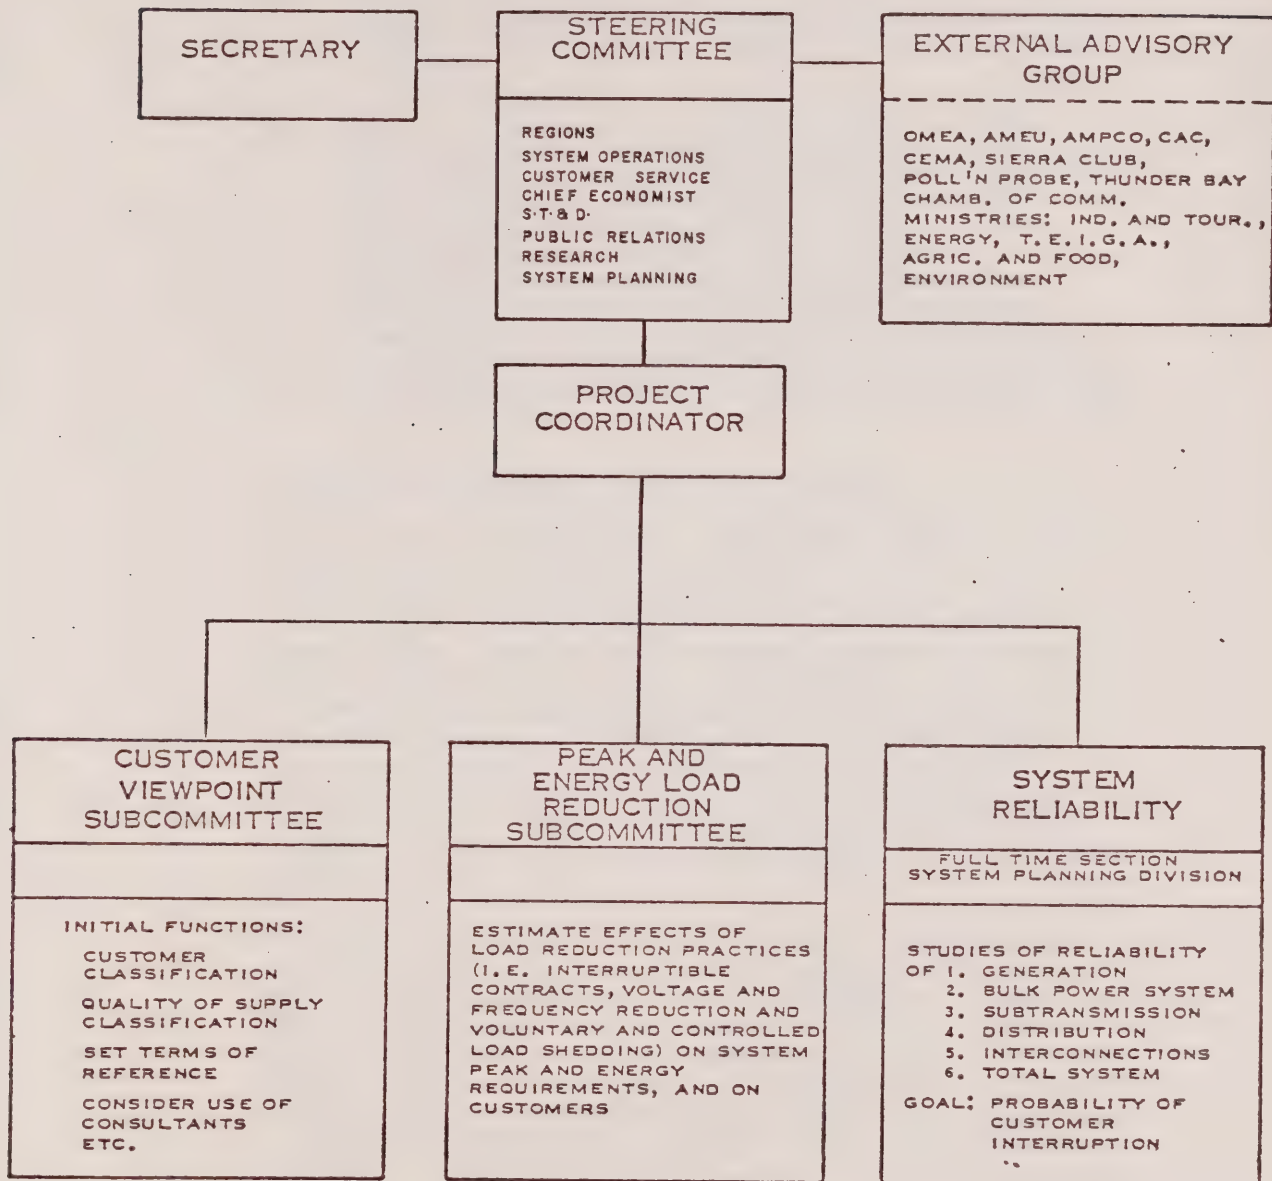 SECRETARY
STEERING
COMMITTEE
REGIONS
SYSTEM OPERATIONS
CUSTOMER SERVICE
CHIEF ECONOMIST
S.T.& D.
PUBLIC RELATIONS
RESEARCH
SYSTEM PLANNING
EXTERNAL ADVISORY
GROUP
OMEA, AMEU, AMPCO, CAC,
CEMA, SIERRA CLUB,
POLL'N PROBE, THUNDER BAY
CHAMB. OF COMM.
MINISTRIES: IND. AND TOUR.,
ENERGY, T.E.I.G.A.,
AGRIC. AND FOOD,
ENVIRONMENT
PROJECT
COORDINATOR
CUSTOMER
VIEWPOINT
SUBCOMMITTEE
INITIAL FUNCTIONS:
CUSTOMER
CLASSIFICATION
QUALITY OF SUPPLY
CLASSIFICATION
SET TERMS OF
REFERENCE
CONSIDER USE OF
CONSULTANTS
ETC.
PEAK AND
ENERGY LOAD
REDUCTION
SUBCOMMITTEE
ESTIMATE EFFECTS OF
LOAD REDUCTION PRACTICES
(I.E. INTERRUPTIBLE
CONTRACTS, VOLTAGE AND
FREQUENCY REDUCTION AND
VOLUNTARY AND CONTROLLED
LOAD SHEDDING) ON SYSTEM
PEAK AND ENERGY
REQUIREMENTS, AND ON
CUSTOMERS
SYSTEM
RELIABILITY
FULL TIME SECTION
SYSTEM PLANNING DIVISION
STUDIES OF RELIABILITY
OF 1. GENERATION
2. BULK POWER SYSTEM
3. SUBTRANSMISSION
4. DISTRIBUTION
5. INTERCONNECTIONS
6. TOTAL SYSTEM
GOAL: PROBABILITY OF
CUSTOMER
INTERRUPTION